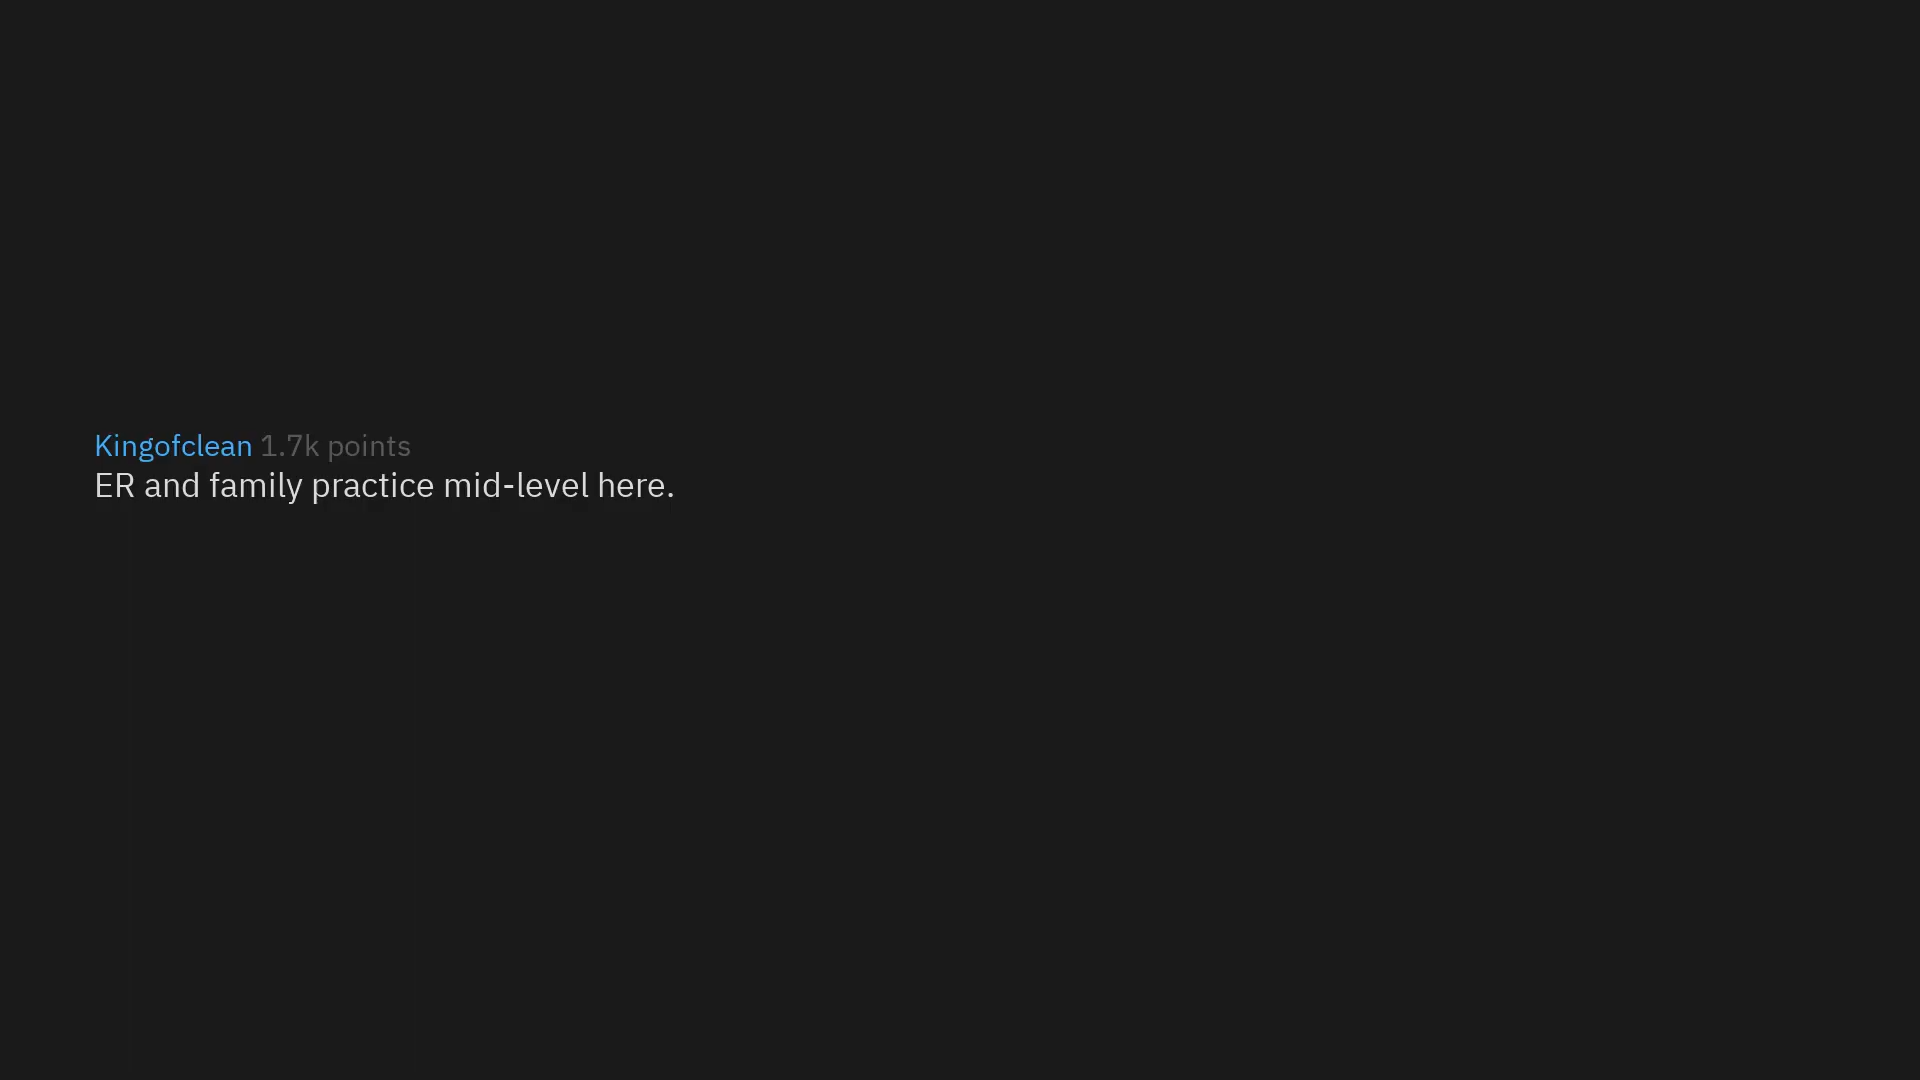 Kingofclean 1.7k points
ER and family practice mid-level here.